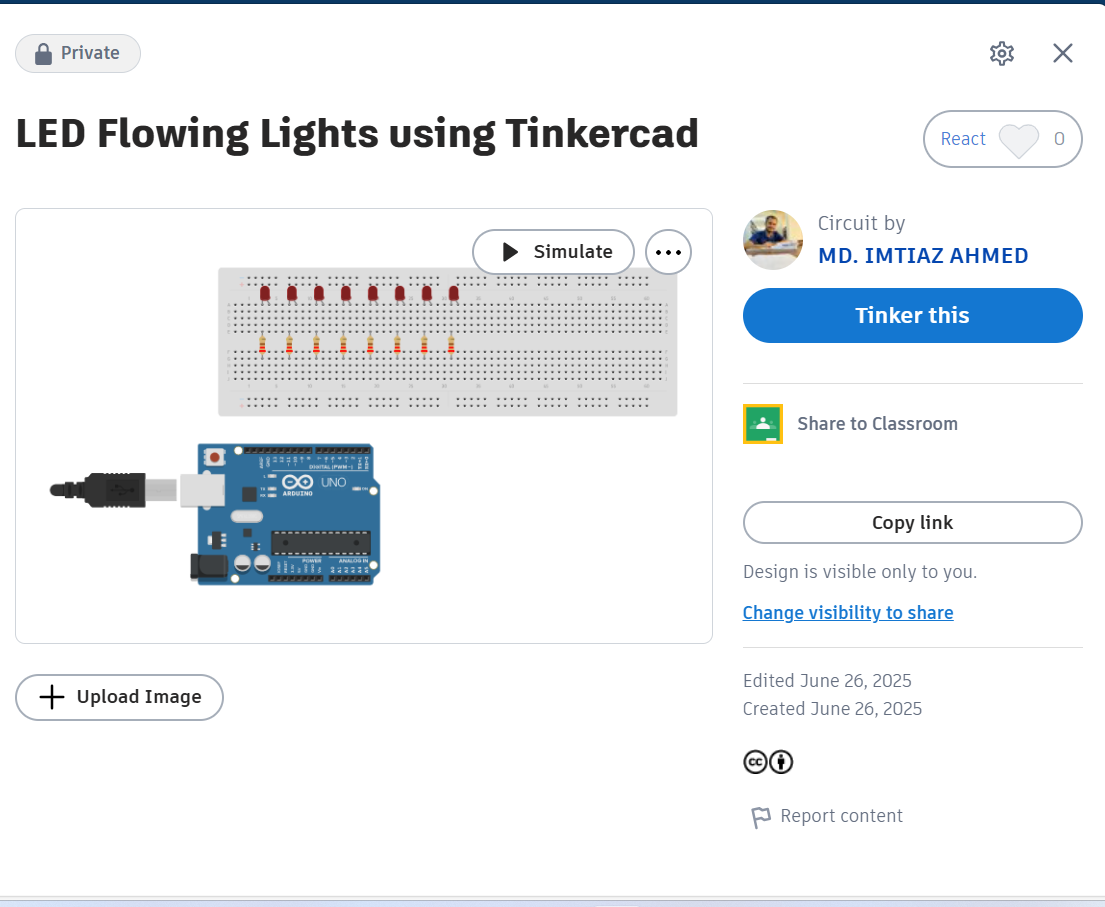 Private
LED Flowing Lights using Tinkercad
React 0
Simulate
Circuit by
MD. IMTIAZ AHMED
Tinker this
Share to Classroom
DIGITAL (PWM~)
UNO
ARDUINO
POWER
ANALOG IN
Copy link
Design is visible only to you.
Change visibility to share
Upload Image
Edited June 26, 2025
Created June 26, 2025
cc
Report content